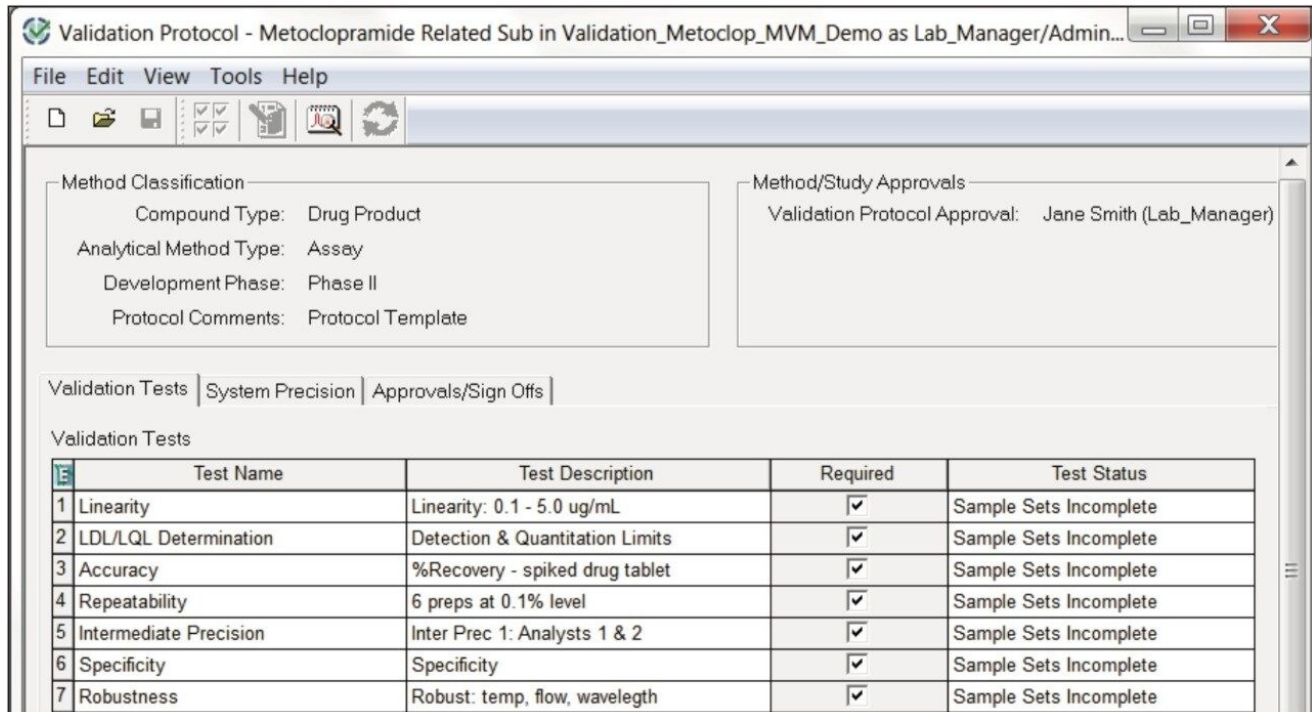 Validation Protocol - Metoclopramide Related Sub in Validation_Metoclop_MVM_Demo as Lab_Manager/Admin...
File Edit View Tools Help
Method Classification
Compound Type: Drug Product
Analytical Method Type: Assay
Development Phase: Phase II
Protocol Comments: Protocol Template
Method/Study Approvals
Validation Protocol Approval: Jane Smith (Lab_Manager)
Validation Tests System Precision Approvals/Sign Offs
Validation Tests
Test Name Test Description Required Test Status
1 Linearity Linearity: 0.1 - 5.0 ug/mL Sample Sets Incomplete
2 LDL/LQL Determination Detection & Quantitation Limits Sample Sets Incomplete
3 Accuracy %Recovery - spiked drug tablet Sample Sets Incomplete
4 Repeatability 6 preps at 0.1% level Sample Sets Incomplete
5 Intermediate Precision Inter Prec 1: Analysts 1 & 2 Sample Sets Incomplete
6 Specificity Specificity Sample Sets Incomplete
7 Robustness Robust: temp, flow, wavelegth Sample Sets Incomplete